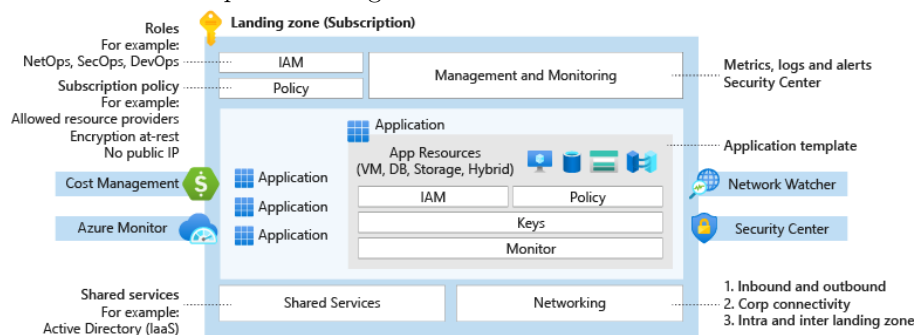 Landing zone (Subscription)
Roles
For example:
NetOps, SecOps, DevOps
Subscription policy
For example:
Allowed resource providers
Encryption at-rest
No public IP
Cost Management
Azure Monitor
Shared services
For example:
Active Directory (IaaS)
IAM
Policy
Management and Monitoring
Application
Application
Application
Application
App Resources
(VM, DB, Storage, Hybrid)
IAM
Policy
Keys
Monitor
Shared Services
Networking
Metrics, logs and alerts
Security Center
Application template
Network Watcher
Security Center
1. Inbound and outbound
2. Corp connectivity
3. Intra and inter landing zone